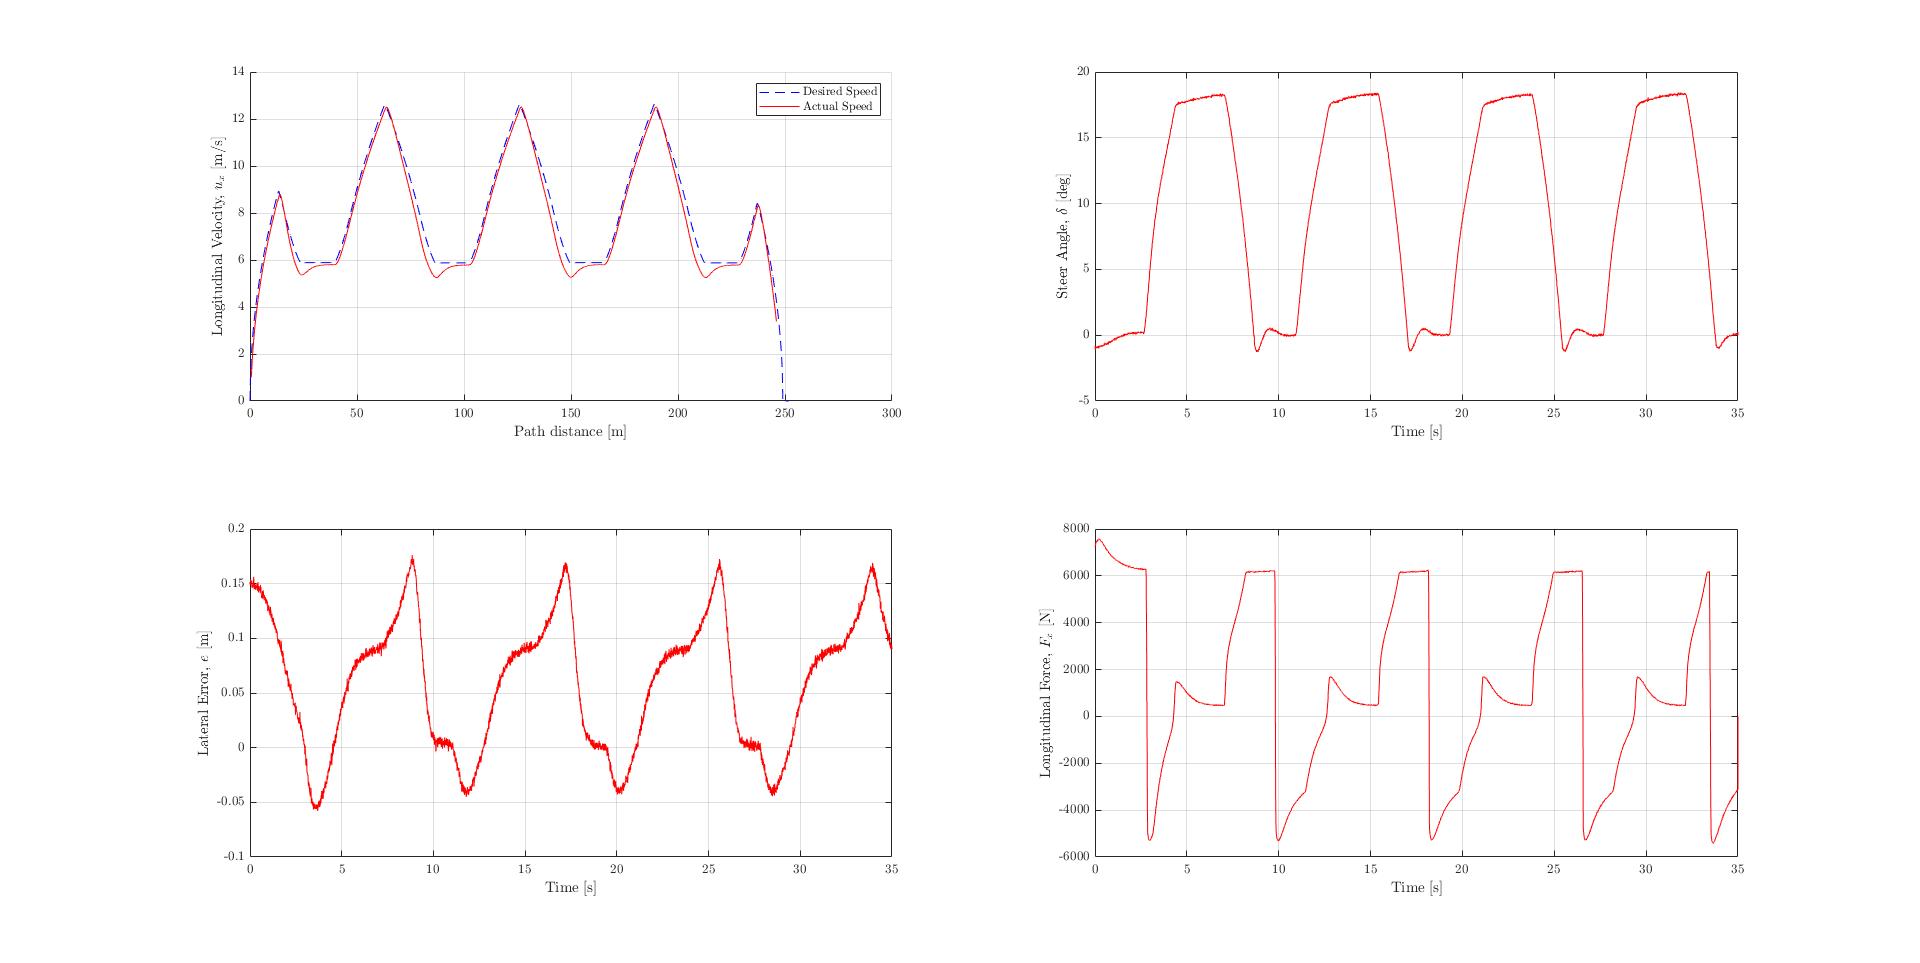 14
12
10
8
6
4
2
0
Longitudinal Velocity, uₓ [m/s]
Desired Speed
Actual Speed
0 50 100 150 200 250 300
Path distance [m]
20
15
10
5
0
-5
Steer Angle, δ [deg]
0 5 10 15 20 25 30 35
Time [s]
0.2
0.15
0.1
0.05
0
-0.05
-0.1
Lateral Error, e [m]
0 5 10 15 20 25 30 35
Time [s]
8000
6000
4000
2000
0
-2000
-4000
-6000
Longitudinal Force, Fₓ [N]
0 5 10 15 20 25 30 35
Time [s]